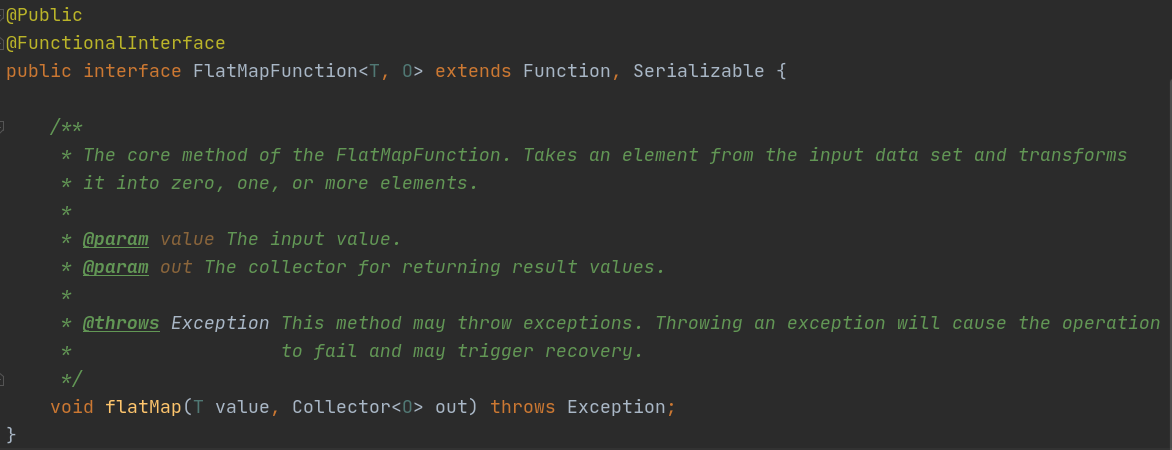 @Public
@FunctionalInterface
public interface FlatMapFunction<T, O> extends Function, Serializable {
/**
* The core method of the FlatMapFunction. Takes an element from the input data set and transforms
* it into zero, one, or more elements.
*
* @param value The input value.
* @param out The collector for returning result values.
*
* @throws Exception This method may throw exceptions. Throwing an exception will cause the operation
* to fail and may trigger recovery.
*/
void flatMap(T value, Collector<O> out) throws Exception;
}